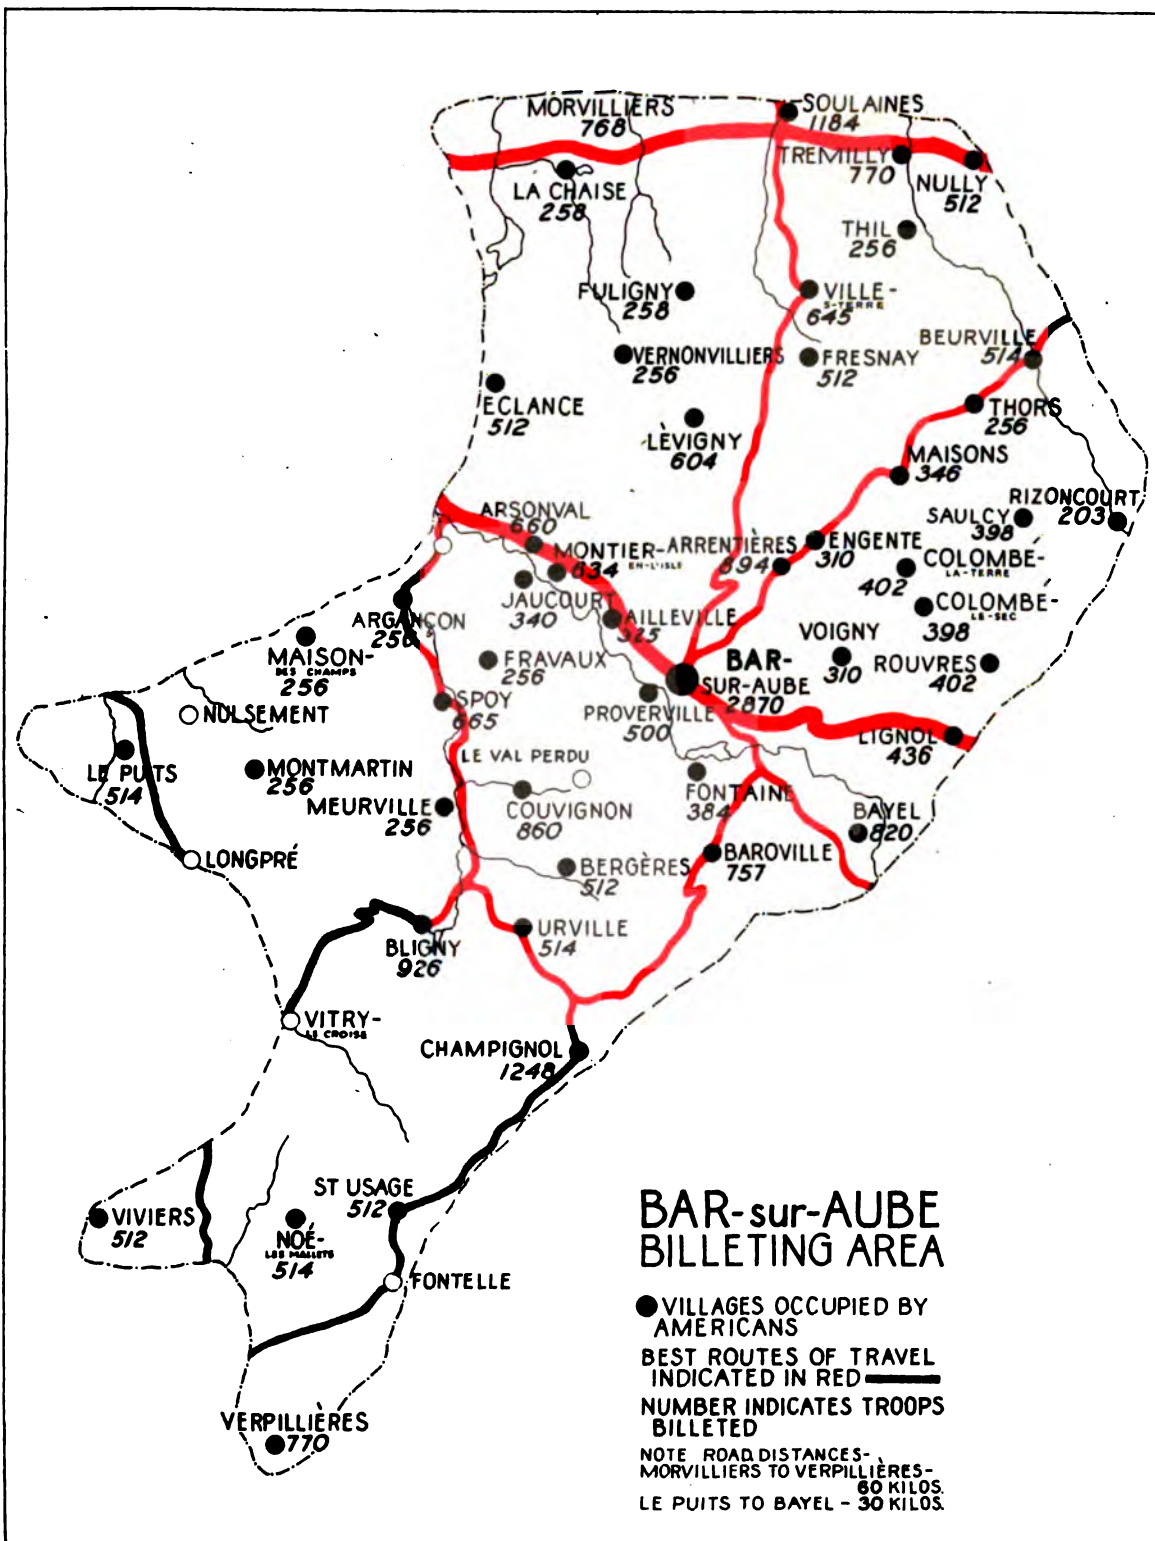 MORVILLIERS
768
SOULAINES
1184
TREMILLY
770
NULLY
512
LA CHAISE
258
THIL
256
FULIGNY
258
VILLE-
S-TERRE
645
BEURVILLE
514
VERNONVILLIERS
256
FRESNAY
512
ECLANCE
512
THORS
256
LÉVIGNY
604
MAISONS
346
RIZONCOURT
203
ARSONVAL
660
SAULCY
398
MONTIER-
EN-L'ISLE
634
ARRENTIÈRES
894
ENGENTE
310
COLOMBÉ-
LA-TERRE
402
JAUCOURT
340
ARGANÇON
256
AILLEVILLE
325
COLOMBÉ-
LE-SEC
398
MAISON-
DES CHAMPS
256
FRAVAUX
256
BAR-
SUR-AUBE
2870
VOIGNY
310
ROUVRES
402
NULSEMENT
SPOY
665
PROVERVILLE
500
LIGNOL
436
LE PUITS
514
MONTMARTIN
256
LE VAL PERDU
MEURVILLE
256
COUVIGNON
860
FONTAINE
384
BAYEL
820
LONGPRÉ
BERGÈRES
512
BAROVILLE
757
BLIGNY
926
URVILLE
514
VITRY-
LE CROISE
CHAMPIGNOL
1248
VIVIERS
512
NOÉ-
LES MALLETS
514
ST USAGE
512
FONTELLE
VERPILLIÈRES
770
BAR-sur-AUBE
BILLETING AREA
VILLAGES OCCUPIED BY
AMERICANS
BEST ROUTES OF TRAVEL
INDICATED IN RED
NUMBER INDICATES TROOPS
BILLETED
NOTE ROAD DISTANCES-
MORVILLIERS TO VERPILLIÈRES-
60 KILOS.
LE PUITS TO BAYEL - 30 KILOS.